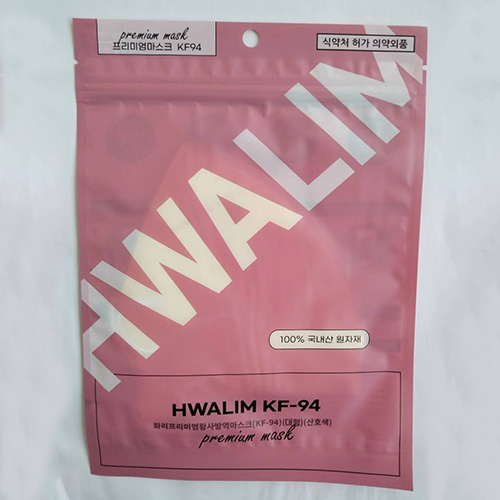 premium mask
프리미엄마스크 KF94
식약처 허가 의약외품
HWALIM
100% 국내산 원자재
HWALIM KF-94
화리프리미엄황사방역마스크(KF-94)(대형)(산호색)
premium mask